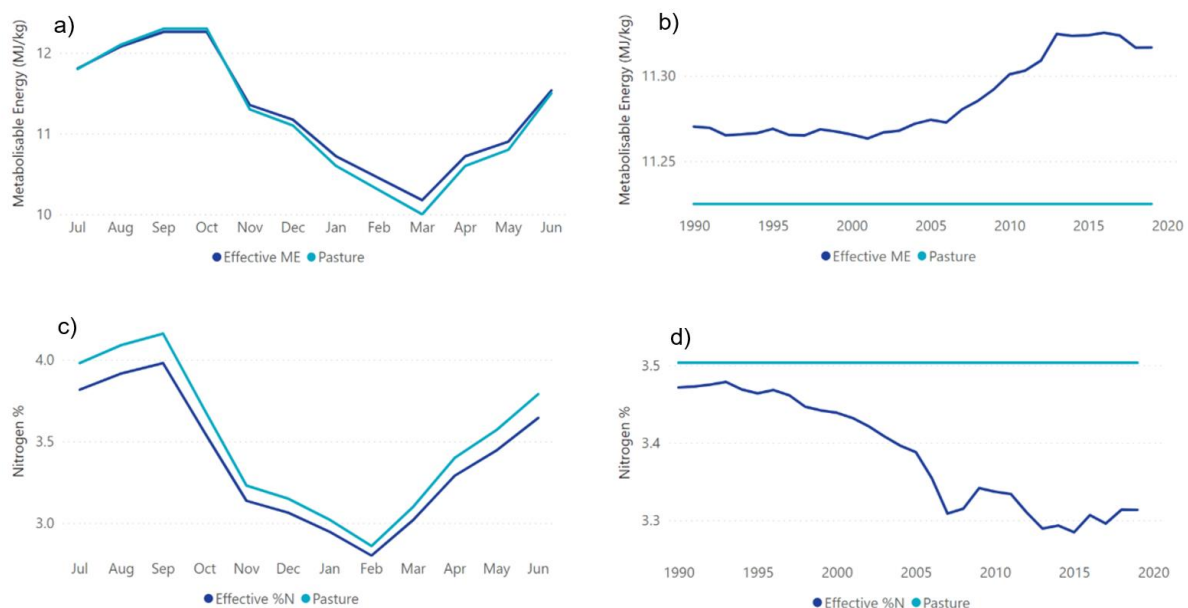 a)
Metabolisable Energy (MJ/kg)
12
11
10
Jul Aug Sep Oct Nov Dec Jan Feb Mar Apr May Jun
Effective ME Pasture
b)
Metabolisable Energy (MJ/kg)
11.30
11.25
1990 1995 2000 2005 2010 2015 2020
Effective ME Pasture
c)
Nitrogen %
4.0
3.5
3.0
Jul Aug Sep Oct Nov Dec Jan Feb Mar Apr May Jun
Effective %N Pasture
d)
Nitrogen %
3.5
3.4
3.3
1990 1995 2000 2005 2010 2015 2020
Effective %N Pasture